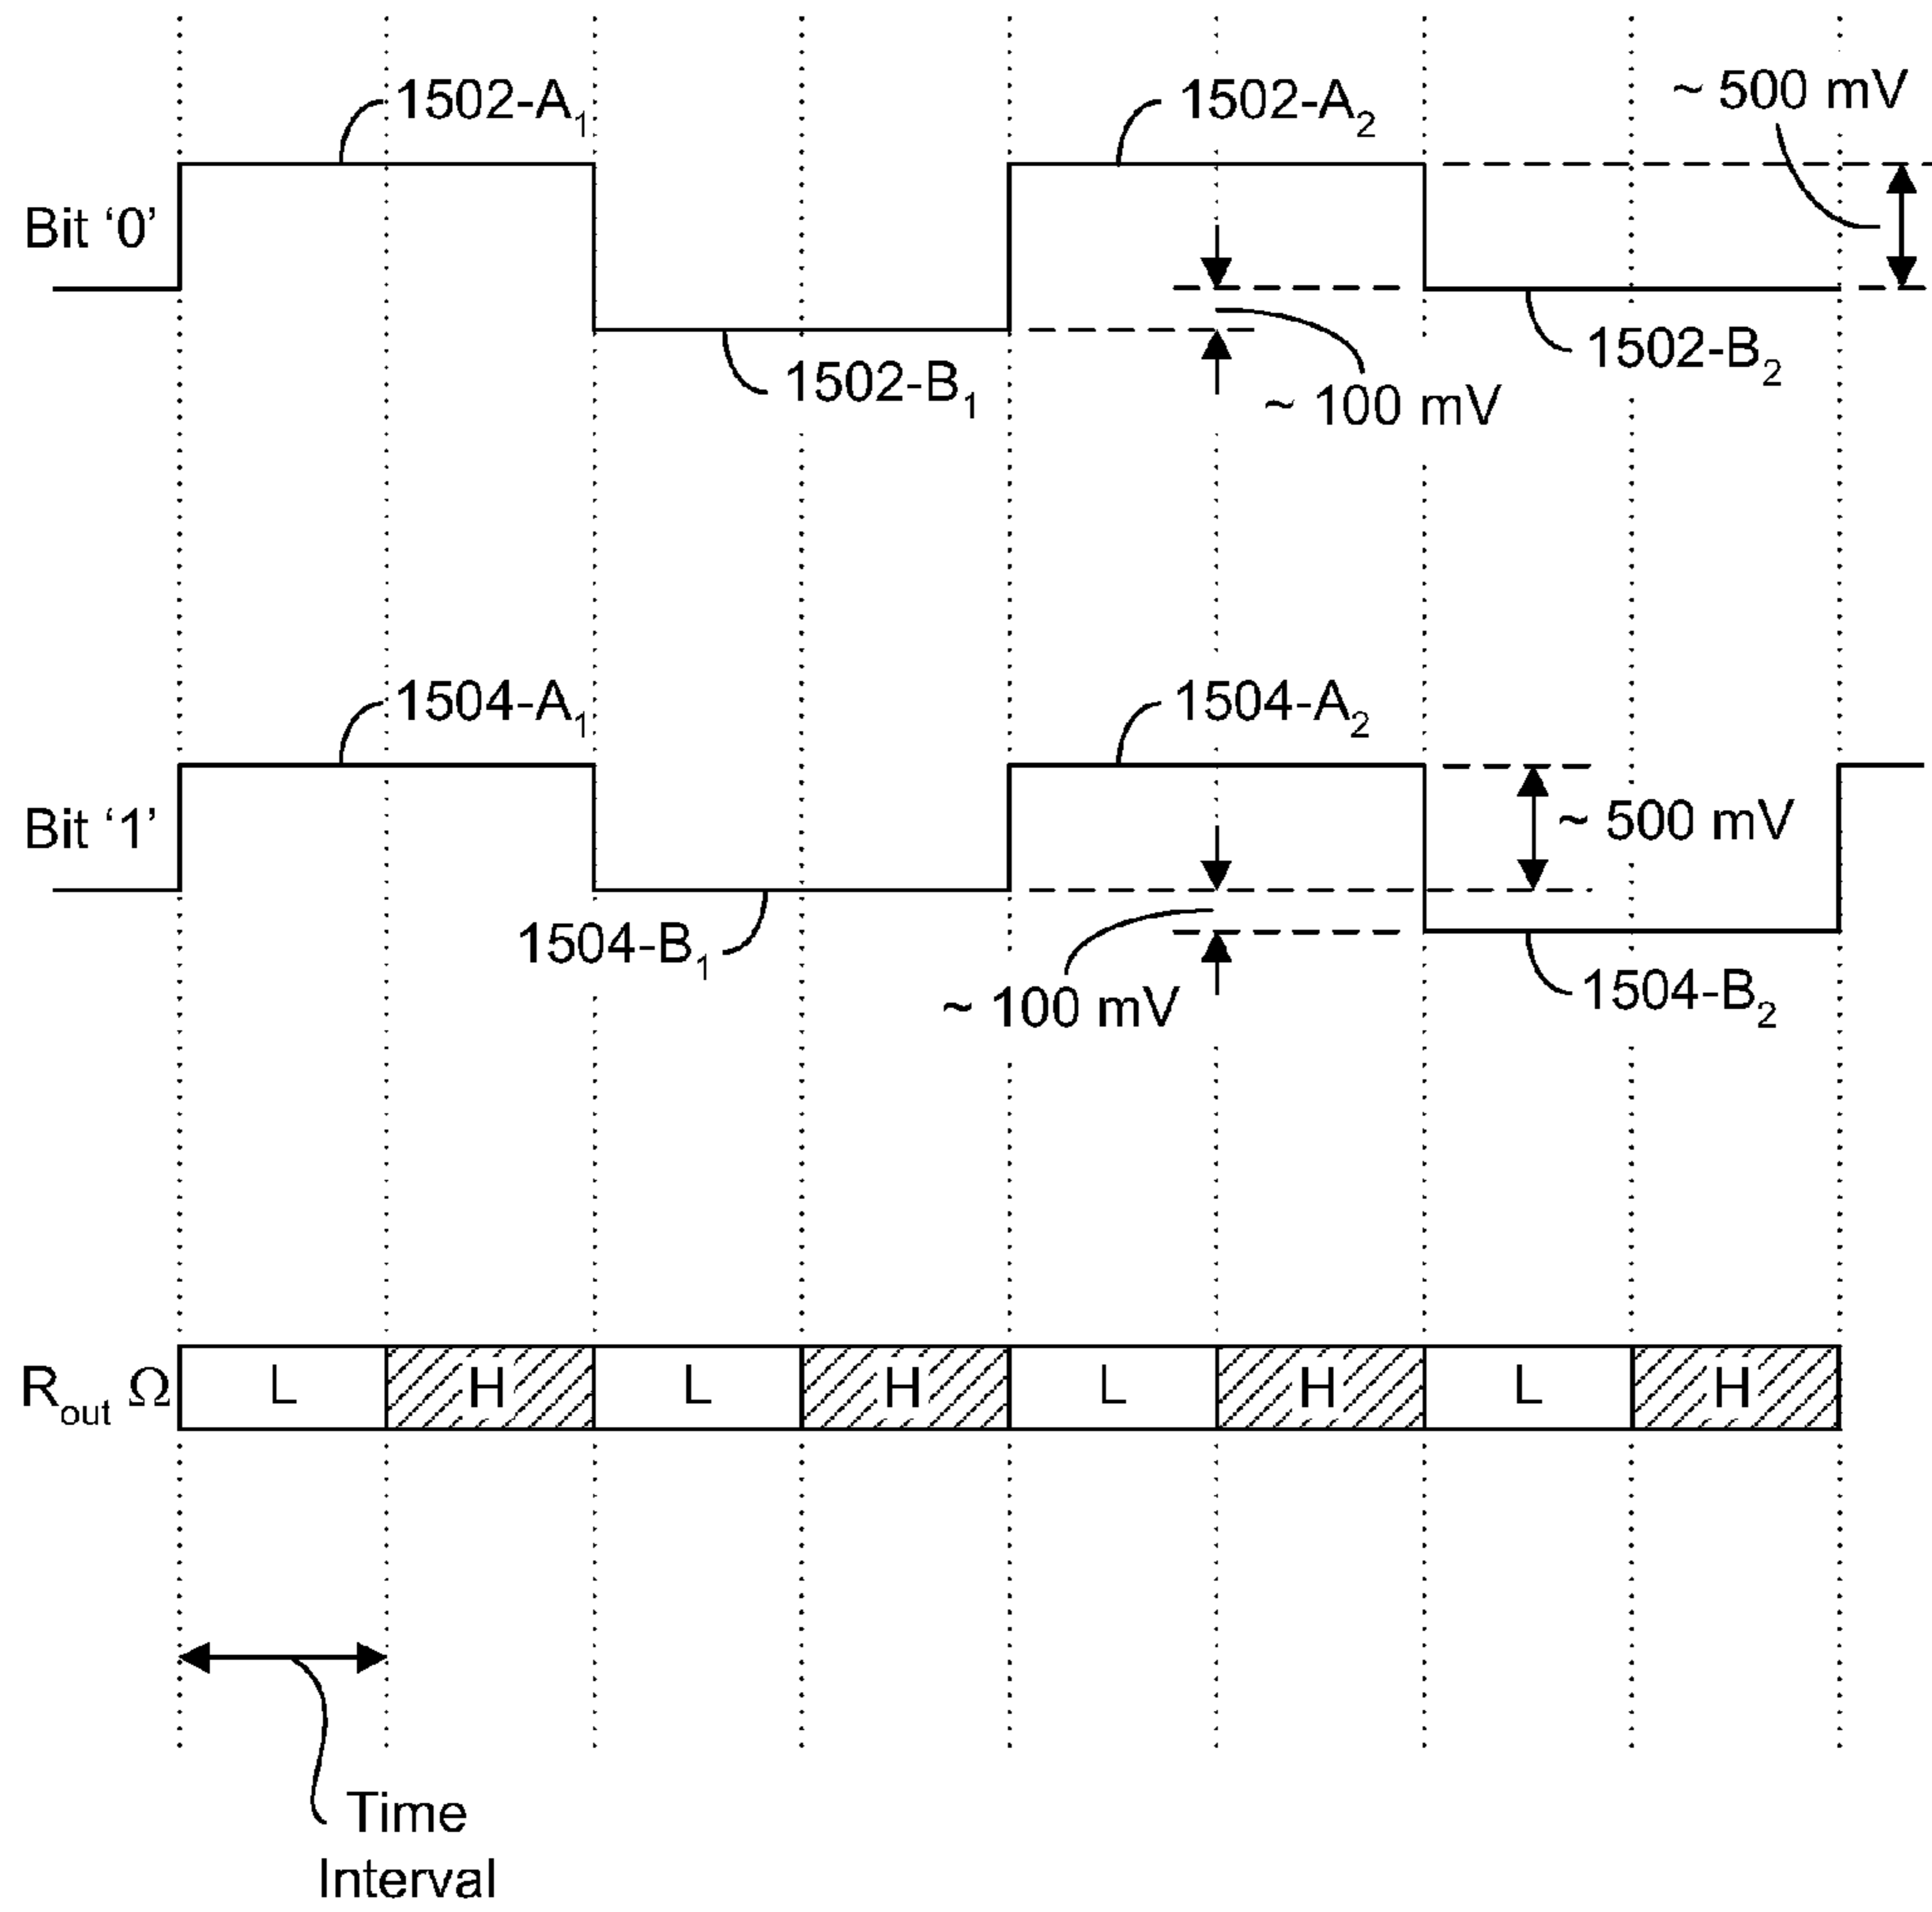 1502-A₁
1502-A₂
~ 500 mV
Bit ‘0’
1502-B₁
1502-B₂
~ 100 mV
1504-A₁
1504-A₂
Bit ‘1’
~ 500 mV
1504-B₁
1504-B₂
~ 100 mV
R_out Ω L H L H L H L H
Time
Interval